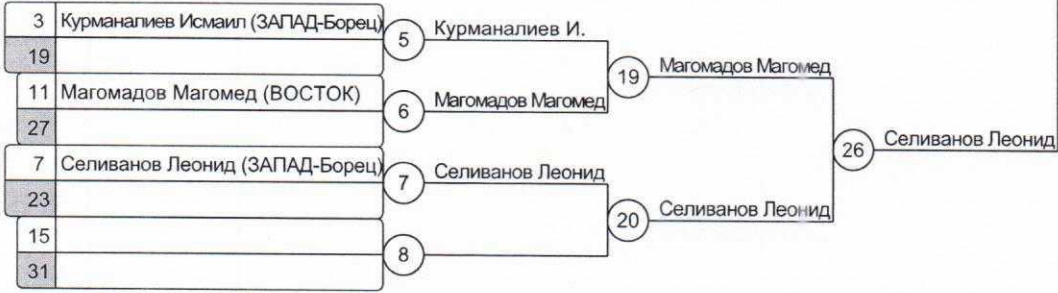 3 Курманалиев Исмаил (ЗАПАД-Борец)
19
5 Курманалиев И.
11 Магомадов Магомед (ВОСТОК)
27
6 Магомадов Магомед
19 Магомадов Магомед
7 Селиванов Леонид (ЗАПАД-Борец)
23
7 Селиванов Леонид
15
31
8
20 Селиванов Леонид
26 Селиванов Леонид